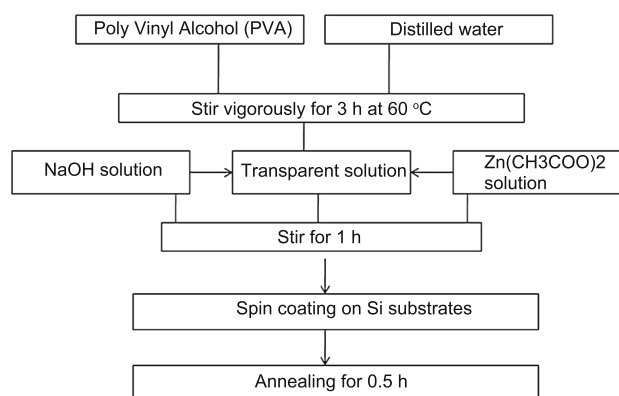 Poly Vinyl Alcohol (PVA)
Distilled water
Stir vigorously for 3 h at 60 °C
NaOH solution
Transparent solution
Zn(CH3COO)2
solution
Stir for 1 h
Spin coating on Si substrates
Annealing for 0.5 h